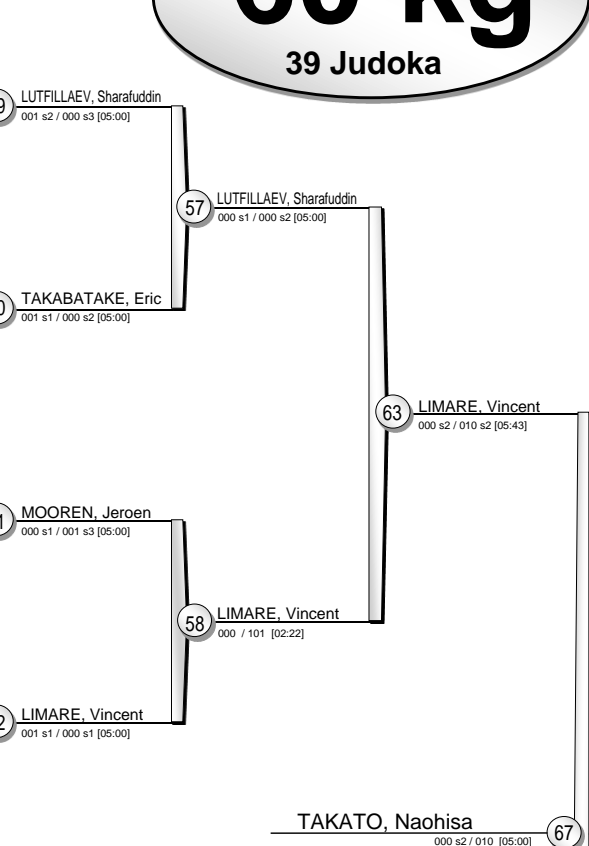 60 kg
39 Judoka
LUTFILLAEV, Sharafuddin
001 s2 / 000 s3 [05:00]
57 LUTFILLAEV, Sharafuddin
000 s1 / 000 s2 [05:00]
TAKABATAKE, Eric
001 s1 / 000 s2 [05:00]
63 LIMARE, Vincent
000 s2 / 010 s2 [05:43]
MOOREN, Jeroen
000 s1 / 001 s3 [05:00]
58 LIMARE, Vincent
000 / 101 [02:22]
LIMARE, Vincent
001 s1 / 000 s1 [05:00]
TAKATO, Naohisa 67
000 s2 / 010 [05:00]